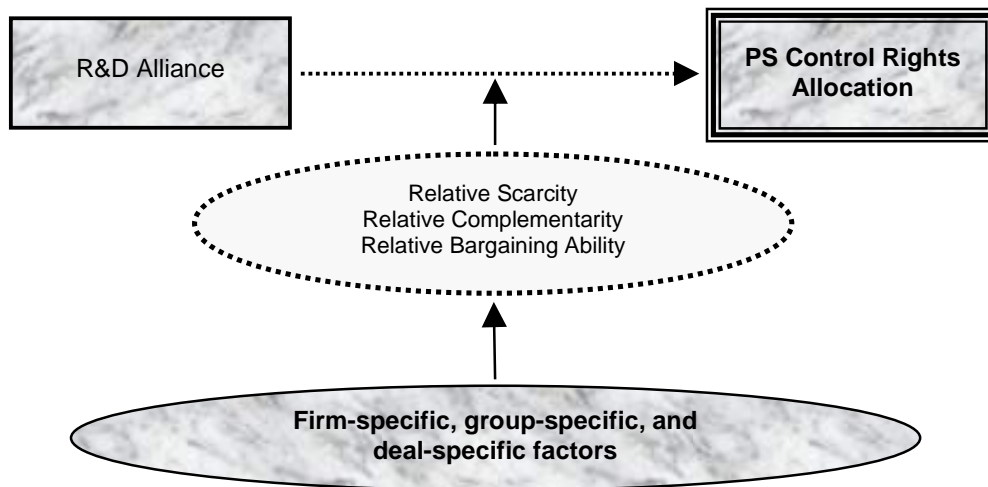 R&D Alliance
PS Control Rights
Allocation
Relative Scarcity
Relative Complementarity
Relative Bargaining Ability
Firm-specific, group-specific, and
deal-specific factors